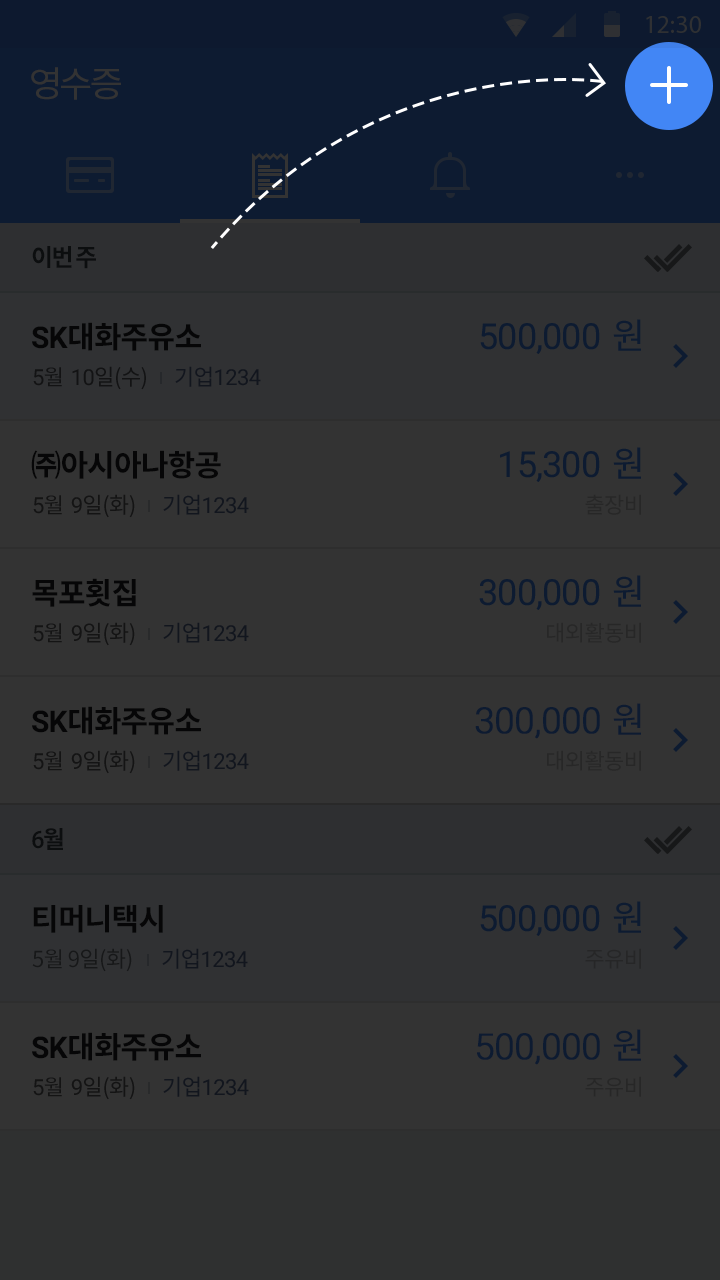 12:30
영수증
이번 주
SK대화주유소
500,000 원
5월 10일(수) 기업1234
㈜아시아나항공
15,300 원
5월 9일(화) 기업1234
출장비
목포횟집
300,000 원
5월 9일(화) 기업1234
대외활동비
SK대화주유소
300,000 원
5월 9일(화) 기업1234
대외활동비
6월
티머니택시
500,000 원
5월 9일(화) 기업1234
주유비
SK대화주유소
500,000 원
5월 9일(화) 기업1234
주유비